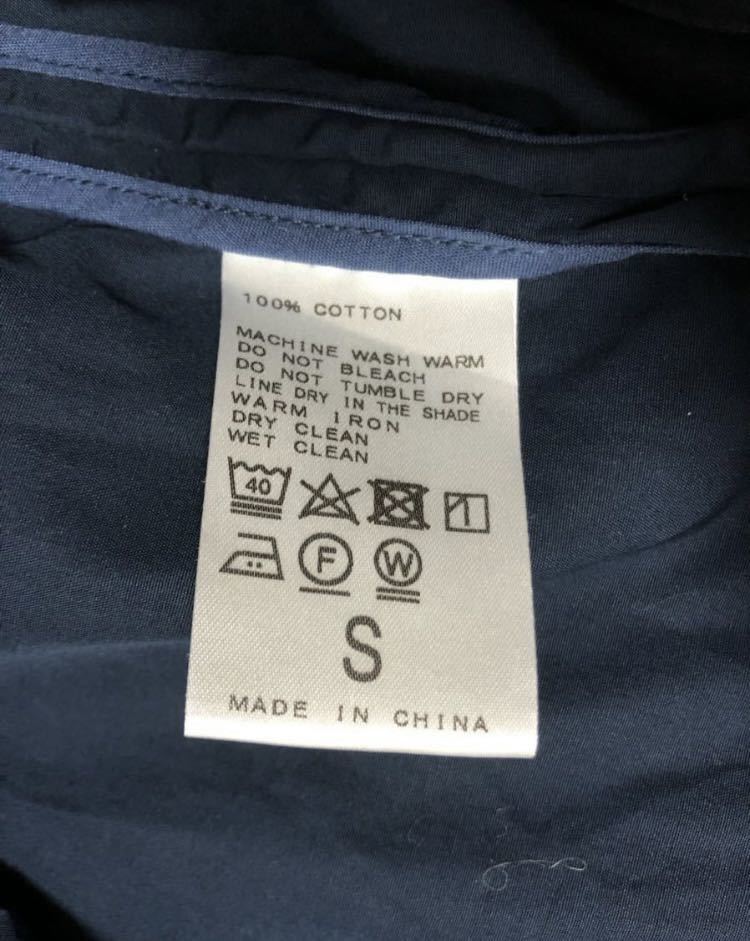 100% COTTON
MACHINE WASH WARM
DO NOT BLEACH
DO NOT TUMBLE DRY
LINE DRY IN THE SHADE
WARM IRON
DRY CLEAN
WET CLEAN
40
F W
S
MADE IN CHINA